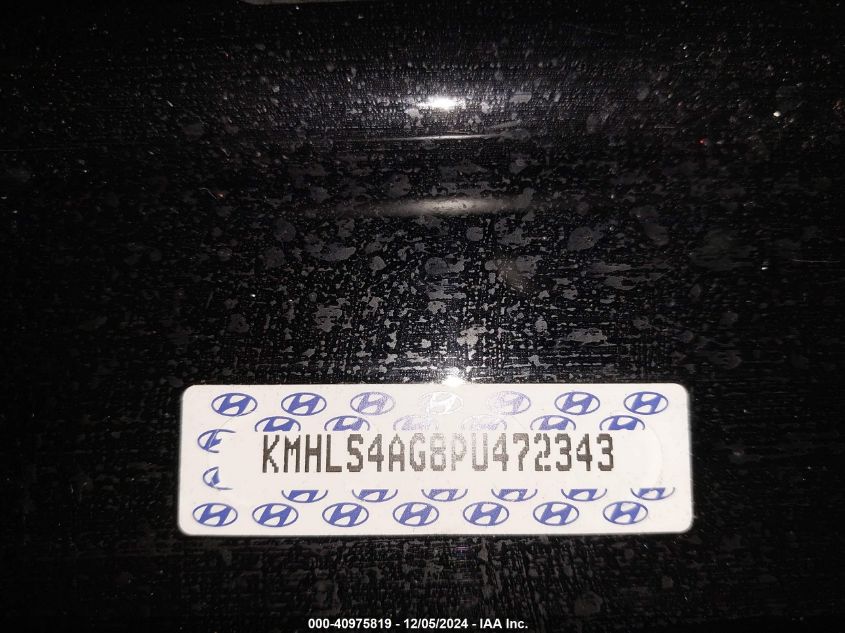 KMHLS4AG8PU472343
000-40975819 - 12/05/2024 - IAA Inc.